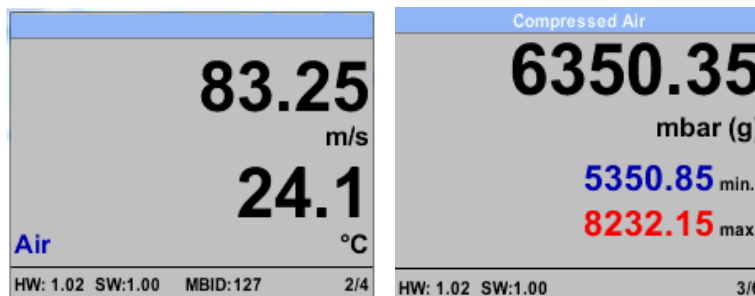 83.25
m/s
24.1
Air °C
HW: 1.02 SW:1.00 MBID:127 2/4
Compressed Air
6350.35
mbar (g)
5350.85 min.
8232.15 max
HW: 1.02 SW:1.00